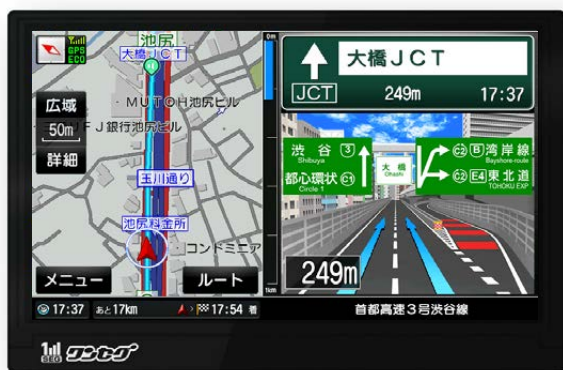 池尻
大橋JCT
GPS
ECO
広域
50m
詳細
MUTOH池尻ビル
FJ銀行池尻ビル
玉川通り
池尻料金所
コンドミニア
メニュー
ルート
17:37
あと17km
17:54 着
0m
1km
大橋JCT
JCT
249m
17:37
渋谷 3
Shibuya
都心環状 C1
Circle 1
大橋
Ohashi
C2 B 湾岸線
Bayshore-route
C2 E4 東北道
TOHOKU EXP
249m
首都高速3号渋谷線
1seg
ワンセグ